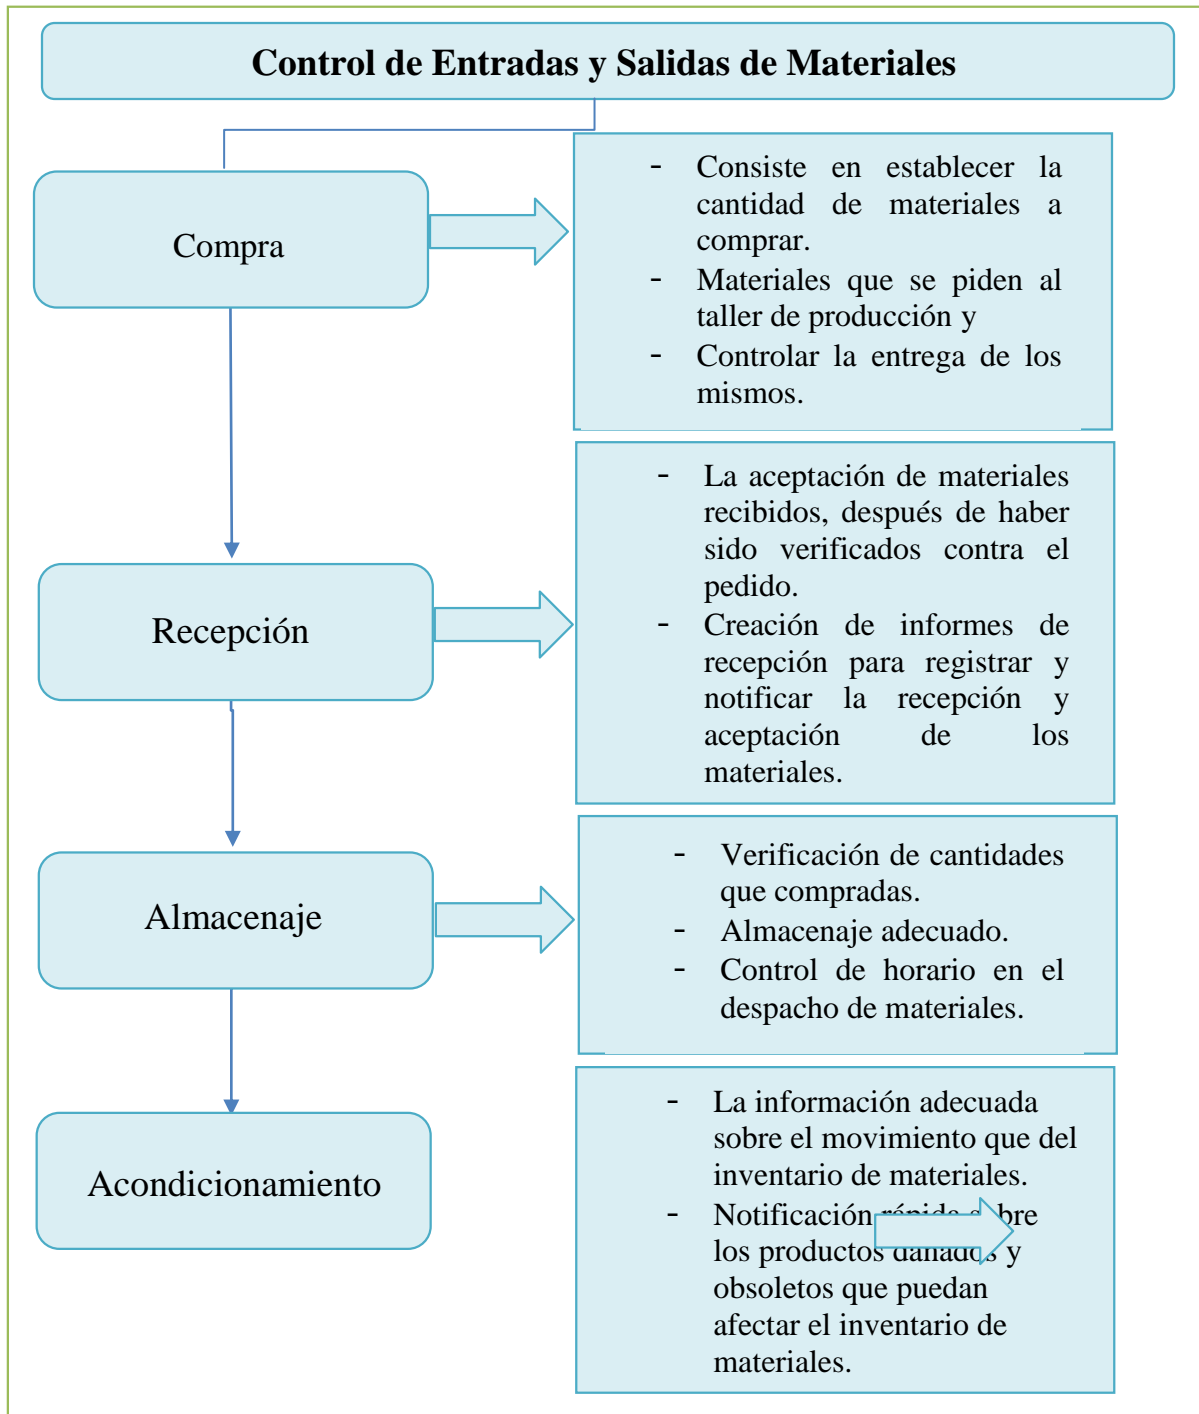 Control de Entradas y Salidas de Materiales
Compra
- Consiste en establecer la
cantidad de materiales a
comprar.
- Materiales que se piden al
taller de producción y
- Controlar la entrega de los
mismos.
Recepción
- La aceptación de materiales
recibidos, después de haber
sido verificados contra el
pedido.
- Creación de informes de
recepción para registrar y
notificar la recepción y
aceptación de los
materiales.
Almacenaje
- Verificación de cantidades
que compradas.
- Almacenaje adecuado.
- Control de horario en el
despacho de materiales.
Acondicionamiento
- La información adecuada
sobre el movimiento que del
inventario de materiales.
- Notificación rápida sobre
los productos dañados y
obsoletos que puedan
afectar el inventario de
materiales.